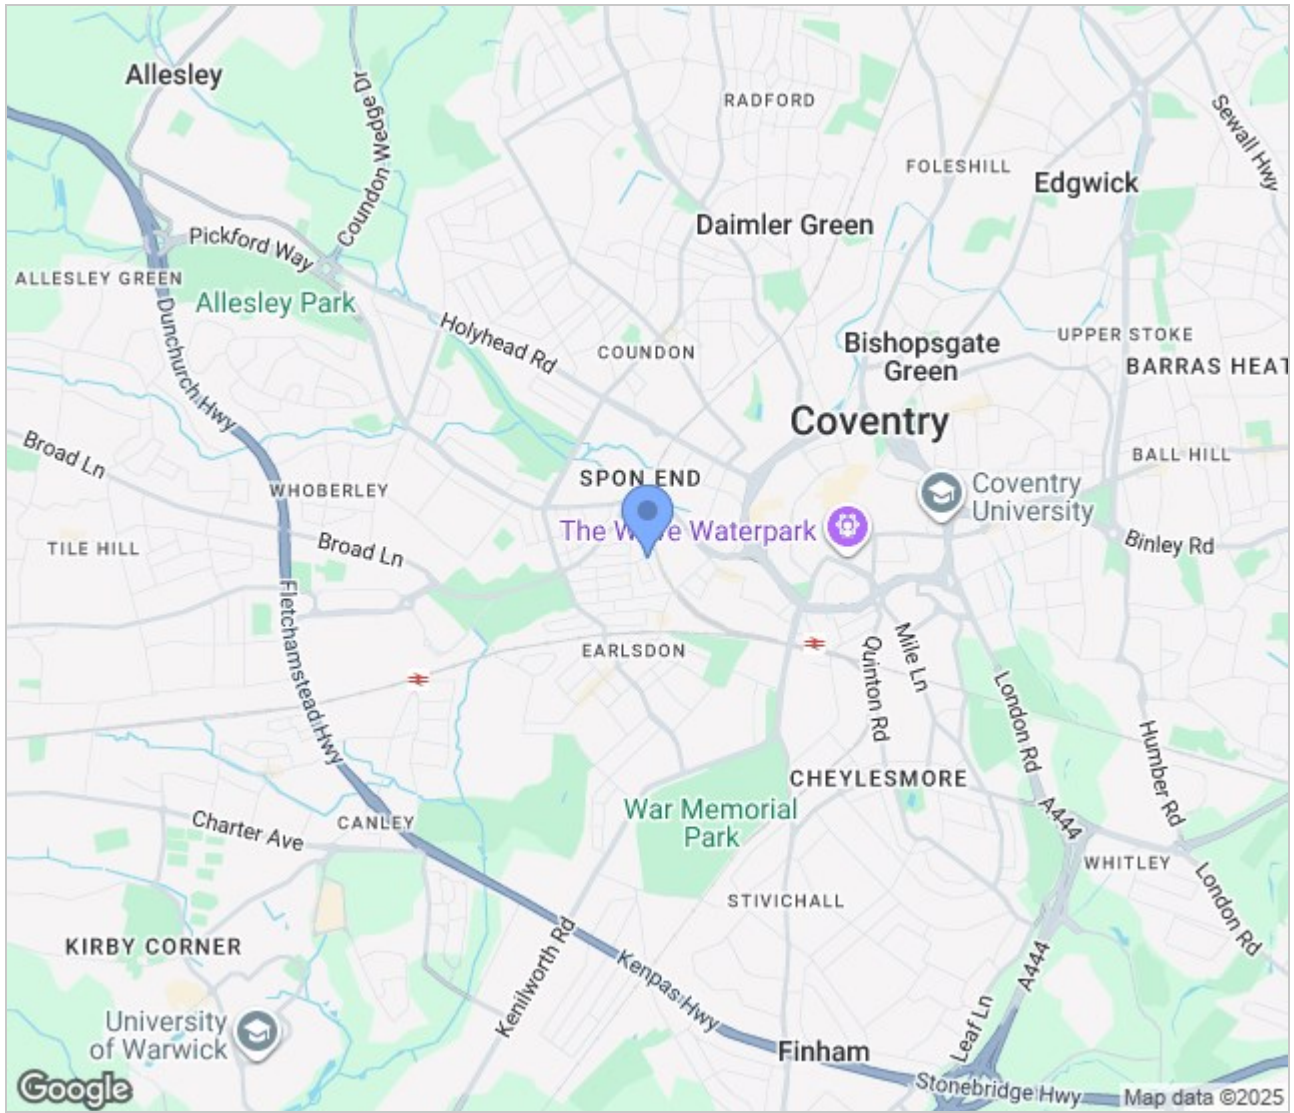 Allesley
Coundon Wedge Dr
RADFORD
Sewall Hwy
FOLESHILL
Edgwick
Daimler Green
Pickford Way
ALLESLEY GREEN
Allesley Park
Dunchurch Hwy
Holyhead Rd
COUNDON
Bishopsgate
Green
UPPER STOKE
BARRAS HEAT
Coventry
Broad Ln
BALL HILL
SPON END
WHOBERLEY
Coventry
University
The Wave Waterpark
Binley Rd
TILE HILL
Broad Ln
Fletchamstead Hwy
EARLSDON
Mile Ln
Quinton Rd
London Rd
Humber Rd
CHEYLESMORE
War Memorial
Park
Charter Ave
CANLEY
A444
WHITLEY
London Rd
STIVICHALL
KIRBY CORNER
Kenilworth Rd
Kenpas Hwy
A444
University
of Warwick
Leaf Ln
Finham
Stonebridge Hwy
Google
Map data ©2025